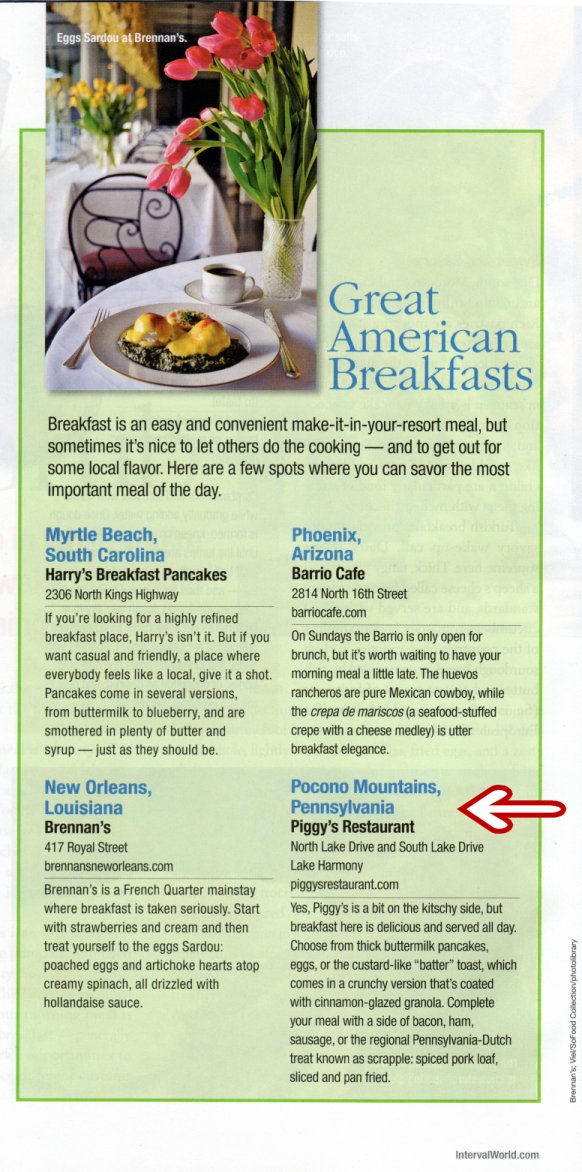 Eggs Sardou at Brennan's.
Great
American
Breakfasts
Breakfast is an easy and convenient make-it-in-your-resort meal, but
sometimes it's nice to let others do the cooking — and to get out for
some local flavor. Here are a few spots where you can savor the most
important meal of the day.
Myrtle Beach,
South Carolina
Harry's Breakfast Pancakes
2306 North Kings Highway
If you're looking for a highly refined
breakfast place, Harry's isn't it. But if you
want casual and friendly, a place where
everybody feels like a local, give it a shot.
Pancakes come in several versions,
from buttermilk to blueberry, and are
smothered in plenty of butter and
syrup — just as they should be.
Phoenix,
Arizona
Barrio Cafe
2814 North 16th Street
barriocafe.com
On Sundays the Barrio is only open for
brunch, but it's worth waiting to have your
morning meal a little late. The huevos
rancheros are pure Mexican cowboy, while
the crepa de mariscos (a seafood-stuffed
crepe with a cheese medley) is utter
breakfast elegance.
New Orleans,
Louisiana
Brennan's
417 Royal Street
brennansneworleans.com
Brennan's is a French Quarter mainstay
where breakfast is taken seriously. Start
with strawberries and cream and then
treat yourself to the eggs Sardou:
poached eggs and artichoke hearts atop
creamy spinach, all drizzled with
hollandaise sauce.
Pocono Mountains,
Pennsylvania
Piggy's Restaurant
North Lake Drive and South Lake Drive
Lake Harmony
piggysrestaurant.com
Yes, Piggy's is a bit on the kitschy side, but
breakfast here is delicious and served all day.
Choose from thick buttermilk pancakes,
eggs, or the custard-like "batter" toast, which
comes in a crunchy version that's coated
with cinnamon-glazed granola. Complete
your meal with a side of bacon, ham,
sausage, or the regional Pennsylvania-Dutch
treat known as scrapple: spiced pork loaf,
sliced and pan fried.
Brennan's; Viel/SoFood Collection/photolibrary
IntervalWorld.com